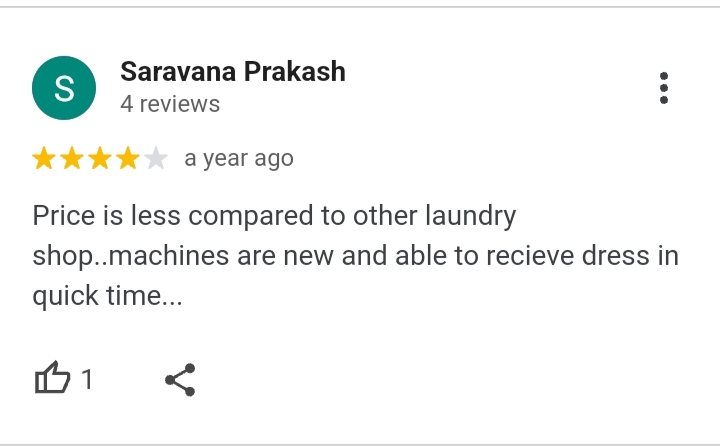 S
Saravana Prakash
4 reviews
a year ago
Price is less compared to other laundry
shop..machines are new and able to recieve dress in
quick time...
1